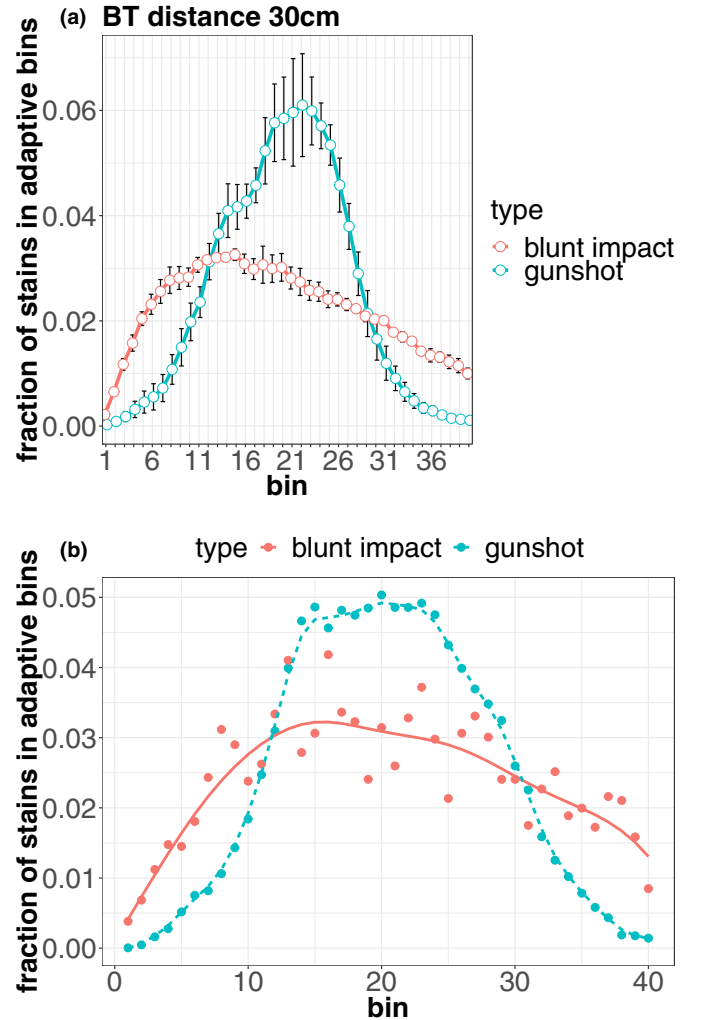 (a) BT distance 30cm
fraction of stains in adaptive bins
0.06
0.04
0.02
0.00
1 6 11 16 21 26 31 36
bin
type
blunt impact
gunshot
(b) type blunt impact gunshot
fraction of stains in adaptive bins
0.05
0.04
0.03
0.02
0.01
0.00
0 10 20 30 40
bin